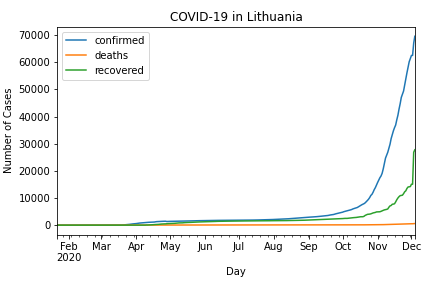 COVID-19 in Lithuania
confirmed
deaths
recovered
Number of Cases
70000
60000
50000
40000
30000
20000
10000
0
Feb Mar Apr May Jun Jul Aug Sep Oct Nov Dec
2020
Day